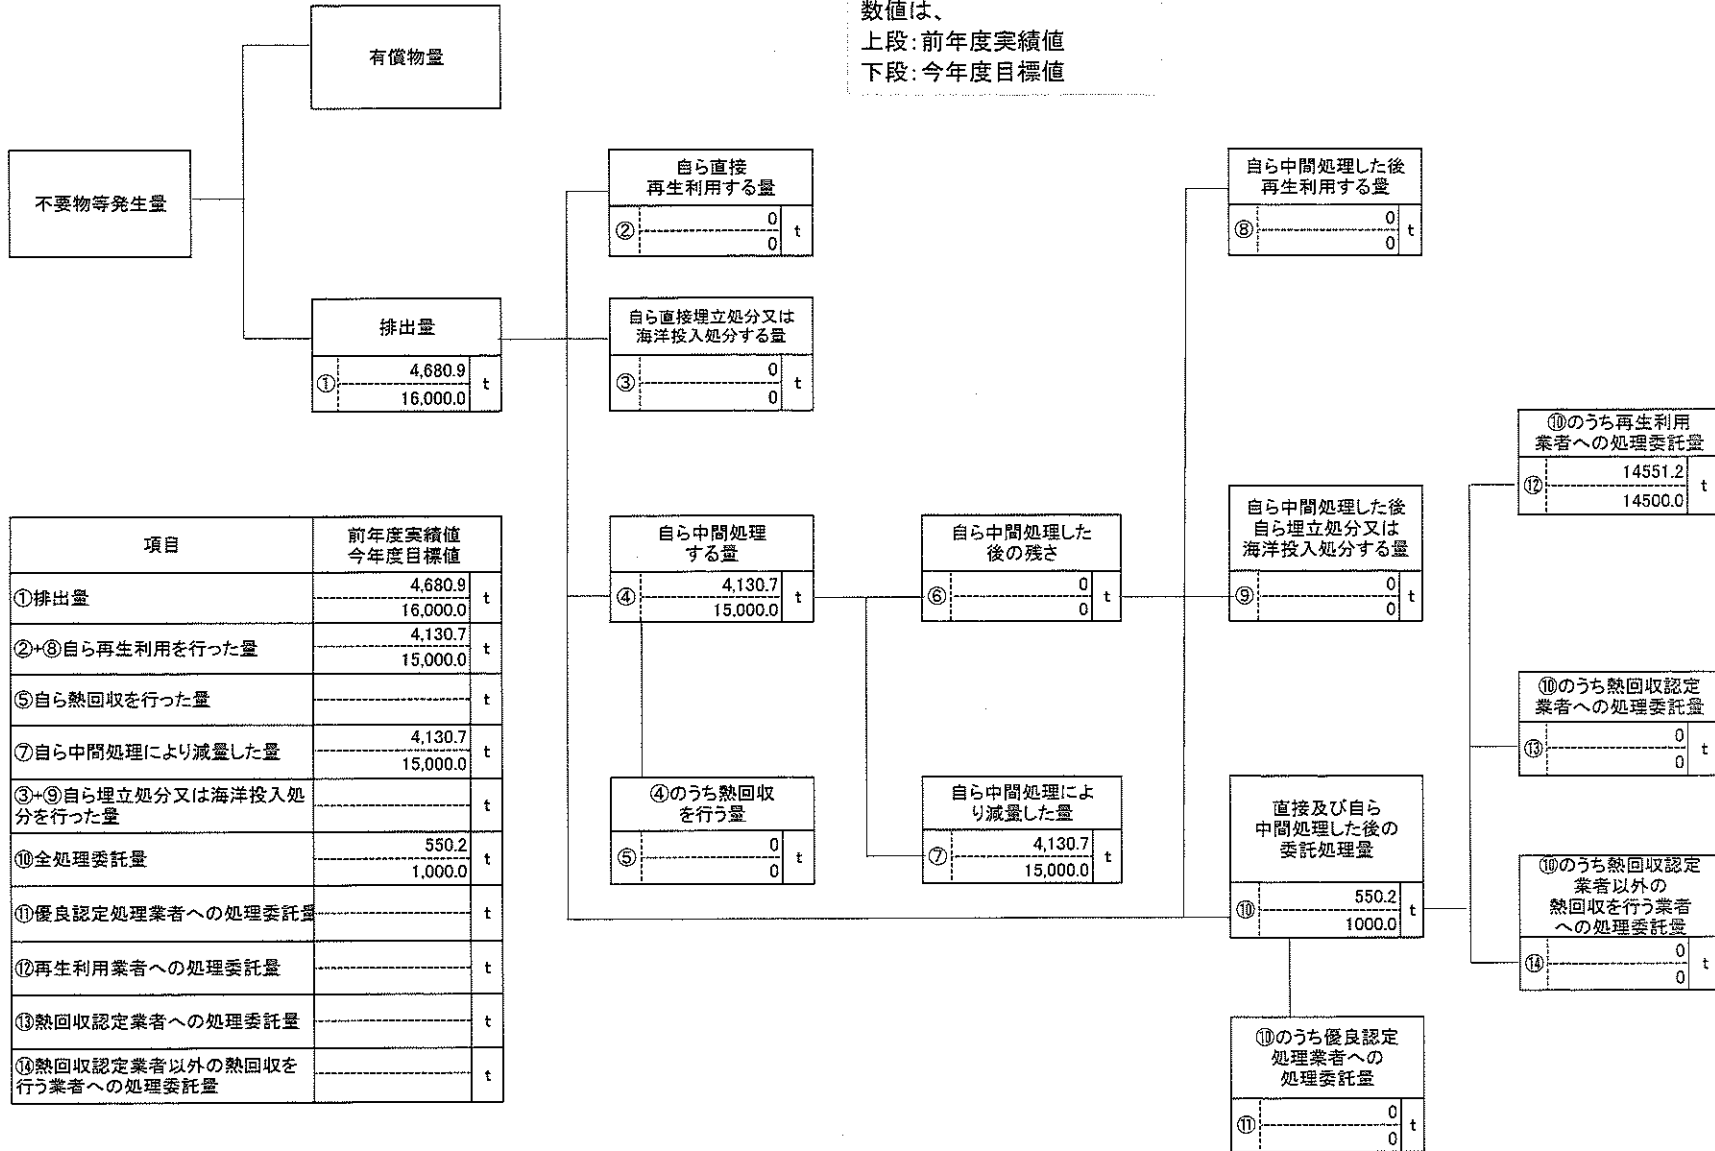 数値は、
上段:前年度実績値
下段:今年度目標値
有償物量
不要物等発生量
排出量
①
4,680.9
16,000.0
t
自ら直接
再生利用する量
②
0
0
t
自ら直接埋立処分又は
海洋投入処分する量
③
0
0
t
自ら中間処理
する量
④
4,130.7
15,000.0
t
④のうち熱回収
を行う量
⑤
0
0
t
自ら中間処理した
後の残さ
⑥
0
0
t
自ら中間処理によ
り減量した量
⑦
4,130.7
15,000.0
t
自ら中間処理した後
再生利用する量
⑧
0
0
t
自ら中間処理した後
自ら埋立処分又は
海洋投入処分する量
⑨
0
0
t
直接及び自ら
中間処理した後の
委託処理量
⑩
550.2
1000.0
t
⑩のうち優良認定
処理業者への
処理委託量
⑪
0
0
t
⑩のうち再生利用
業者への処理委託量
⑫
14551.2
14500.0
t
⑩のうち熱回収認定
業者への処理委託量
⑬
0
0
t
⑩のうち熱回収認定
業者以外の
熱回収を行う業者
への処理委託量
⑭
0
0
t
項目
前年度実績値
今年度目標値
①排出量
4,680.9
16,000.0
t
②+⑧自ら再生利用を行った量
4,130.7
15,000.0
t
⑤自ら熱回収を行った量
t
⑦自ら中間処理により減量した量
4,130.7
15,000.0
t
③+⑨自ら埋立処分又は海洋投入処
分を行った量
t
⑩全処理委託量
550.2
1,000.0
t
⑪優良認定処理業者への処理委託量
t
⑫再生利用業者への処理委託量
t
⑬熱回収認定業者への処理委託量
t
⑭熱回収認定業者以外の熱回収を
行う業者への処理委託量
t